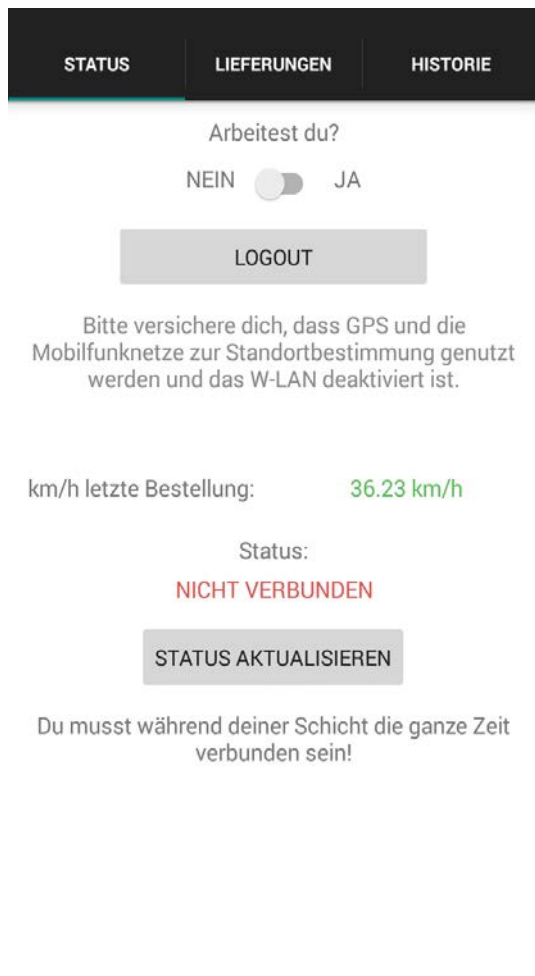 STATUS LIEFERUNGEN HISTORIE
Arbeitest du?
NEIN JA
LOGOUT
Bitte versichere dich, dass GPS und die
Mobilfunknetze zur Standortbestimmung genutzt
werden und das W-LAN deaktiviert ist.
km/h letzte Bestellung: 36.23 km/h
Status:
NICHT VERBUNDEN
STATUS AKTUALISIEREN
Du musst während deiner Schicht die ganze Zeit
verbunden sein!